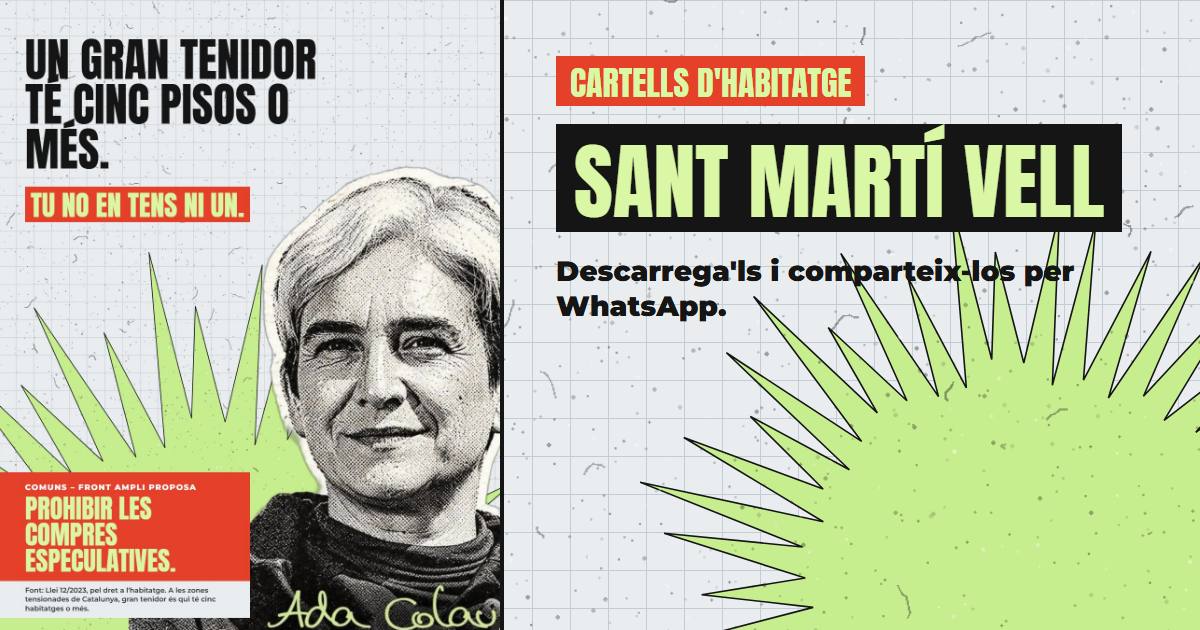 UN GRAN TENIDOR
TÉ CINC PISOS O
MÉS.
TU NO EN TENS NI UN.
COMUNS – FRONT AMPLI PROPOSA
PROHIBIR LES
COMPRES
ESPECULATIVES.
Font: Llei 12/2023, pel dret a l'habitatge. A les zones
tensionades de Catalunya, gran tenidor és qui té cinc
habitatges o més.
Ada Colau
CARTELLS D'HABITATGE
SANT MARTÍ VELL
Descarrega'ls i comparteix-los per
WhatsApp.